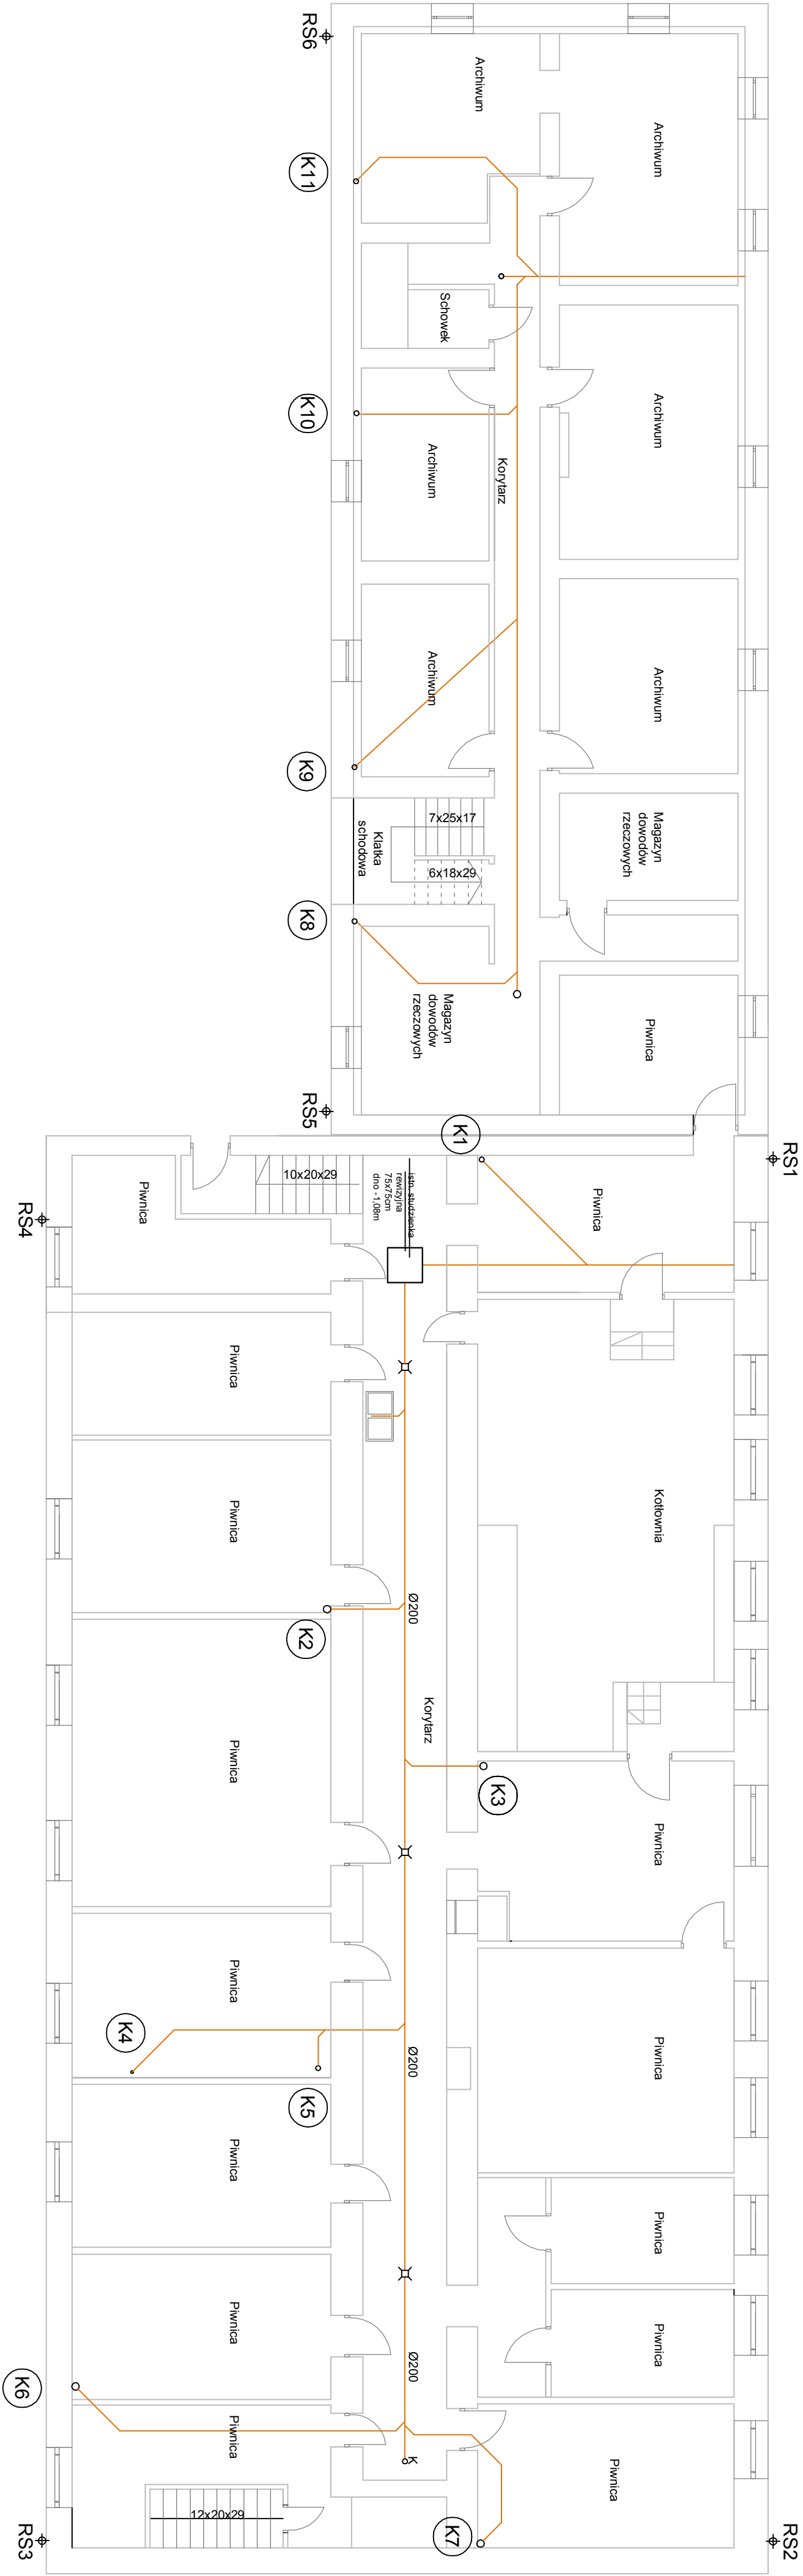 RS6
Archiwum
Archiwum
K11
Schowek
K10
Archiwum
Archiwum
Korytarz
Archiwum
Archiwum
K9
7x25x17
Klatka
schodowa
6x18x29
Magazyn
dowodów
rzeczowych
K8
Magazyn
dowodów
rzeczowych
Piwnica
RS5
K1
RS1
10x20x29
istn. studzienka
rewizyjna
75x75cm
dno -1,08m
Piwnica
Piwnica
RS4
Piwnica
Piwnica
Kotłownia
Ø200
K2
Korytarz
Piwnica
K3
Piwnica
Piwnica
K4
Ø200
K5
Piwnica
Piwnica
Piwnica
Piwnica
Piwnica
Ø200
K6
Piwnica
K
Piwnica
12x20x29
K7
RS3
RS2